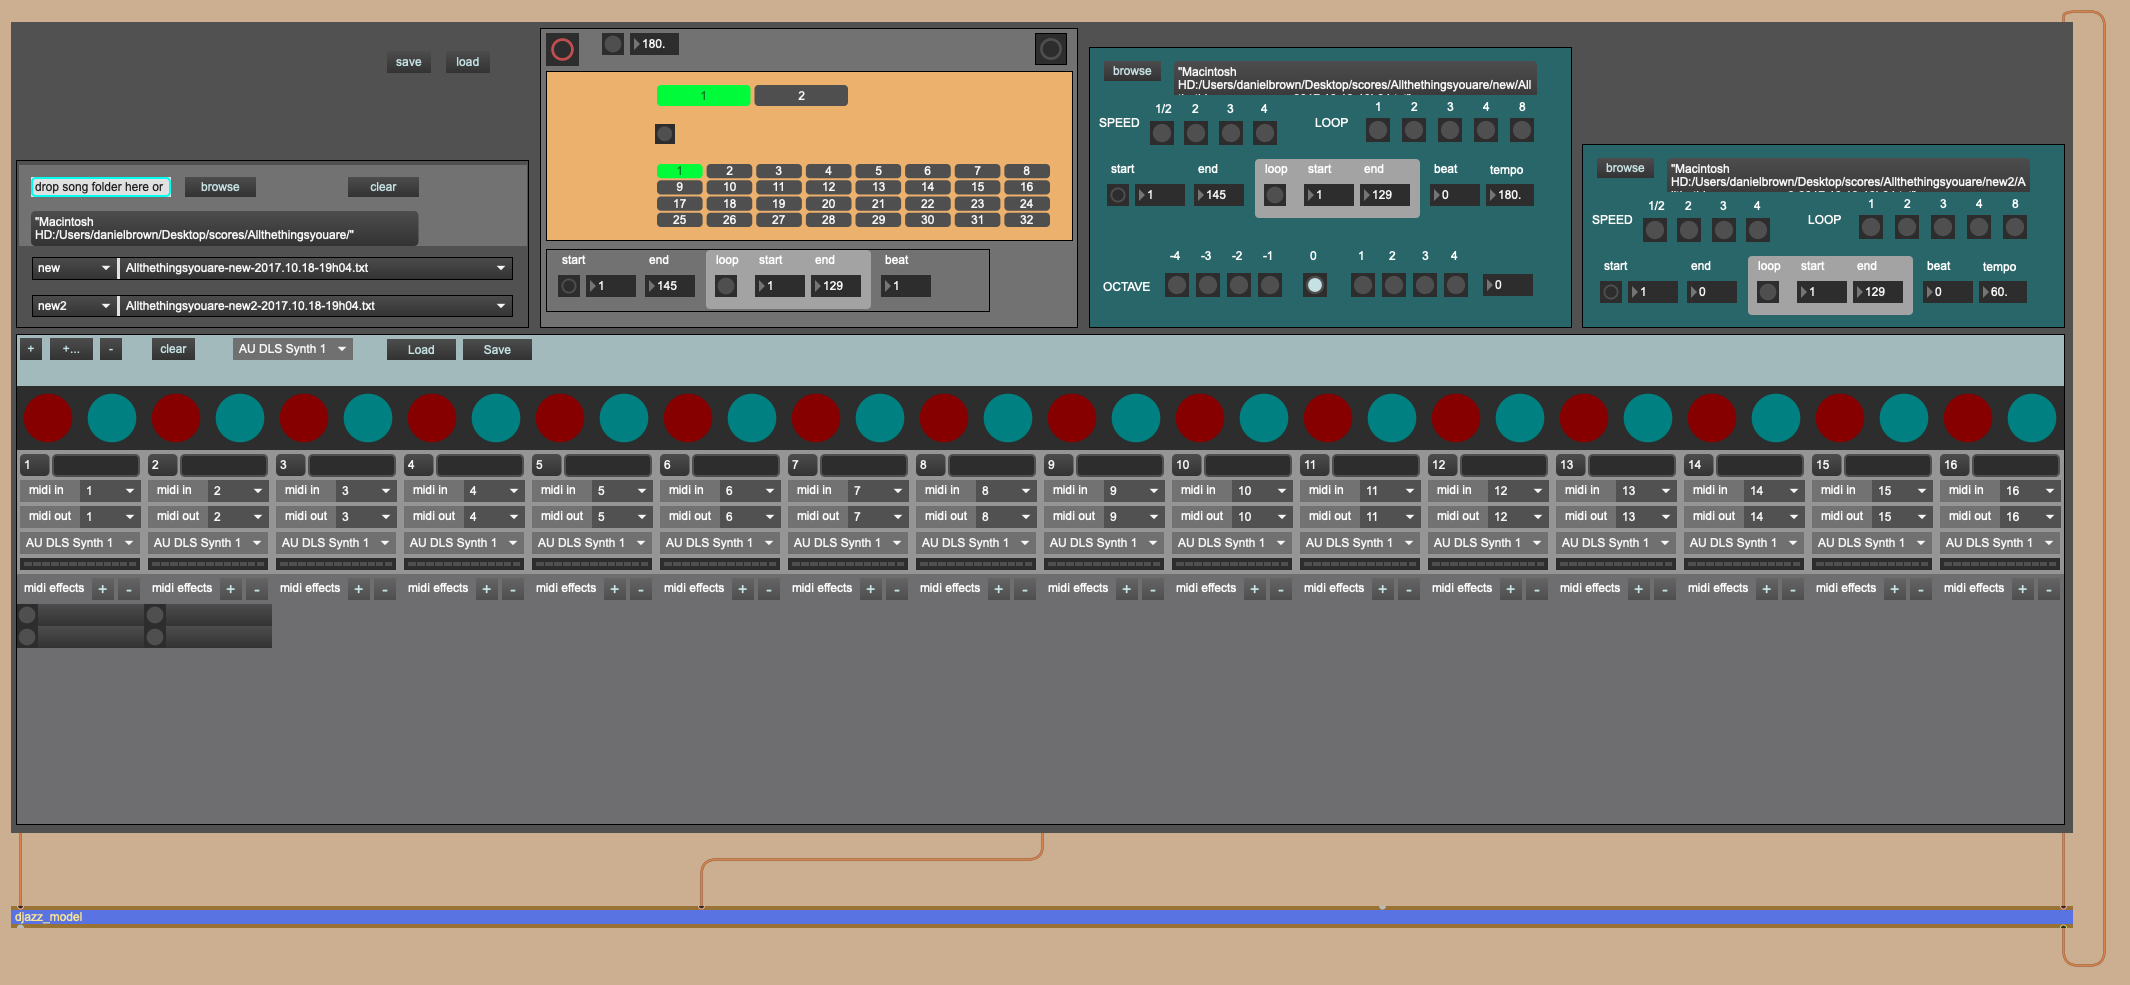 save load
drop song folder here or browse clear
"Macintosh
HD:/Users/danielbrown/Desktop/scores/Allthethingsyouare/"
new Allthethingsyouare-new-2017.10.18-19h04.txt
new2 Allthethingsyouare-new2-2017.10.18-19h04.txt
180.
1 2
1 2 3 4 5 6 7 8
9 10 11 12 13 14 15 16
17 18 19 20 21 22 23 24
25 26 27 28 29 30 31 32
start end loop start end beat
1 145 1 129 1
browse "Macintosh
HD:/Users/danielbrown/Desktop/scores/Allthethingsyouare/new/All
1/2 2 3 4 1 2 3 4 8
SPEED LOOP
start end loop start end beat tempo
1 145 1 129 0 180.
-4 -3 -2 -1 0 1 2 3 4
OCTAVE 0
browse "Macintosh
HD:/Users/danielbrown/Desktop/scores/Allthethingsyouare/new2/A
1/2 2 3 4 1 2 3 4 8
SPEED LOOP
start end loop start end beat tempo
1 0 1 129 0 60.
+ +... - clear AU DLS Synth 1 Load Save
1 2 3 4 5 6 7 8 9 10 11 12 13 14 15 16
midi in 1 midi in 2 midi in 3 midi in 4 midi in 5 midi in 6 midi in 7 midi in 8 midi in 9 midi in 10 midi in 11 midi in 12 midi in 13 midi in 14 midi in 15 midi in 16
midi out 1 midi out 2 midi out 3 midi out 4 midi out 5 midi out 6 midi out 7 midi out 8 midi out 9 midi out 10 midi out 11 midi out 12 midi out 13 midi out 14 midi out 15 midi out 16
AU DLS Synth 1 AU DLS Synth 1 AU DLS Synth 1 AU DLS Synth 1 AU DLS Synth 1 AU DLS Synth 1 AU DLS Synth 1 AU DLS Synth 1 AU DLS Synth 1 AU DLS Synth 1 AU DLS Synth 1 AU DLS Synth 1 AU DLS Synth 1 AU DLS Synth 1 AU DLS Synth 1 AU DLS Synth 1
midi effects + - midi effects + - midi effects + - midi effects + - midi effects + - midi effects + - midi effects + - midi effects + - midi effects + - midi effects + - midi effects + - midi effects + - midi effects + - midi effects + - midi effects + - midi effects + -
djazz_model